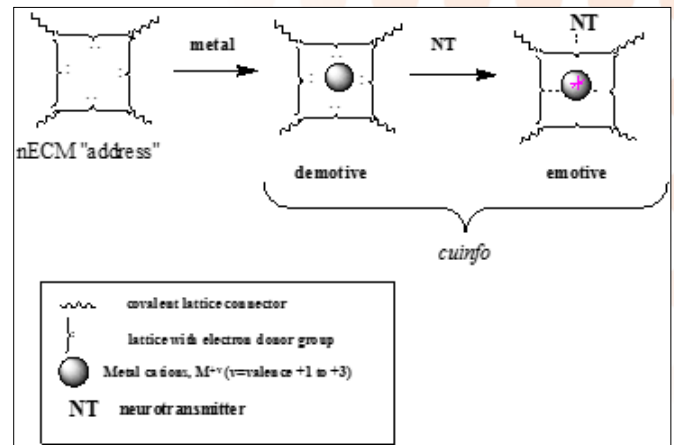 metal
NT
NT
nECM "address"
demotive
emotive
cuinfo
covalent lattice connector
lattice with electron donor group
Metal cations, M+v (v=valence +1 to +3)
NT neurotransmitter